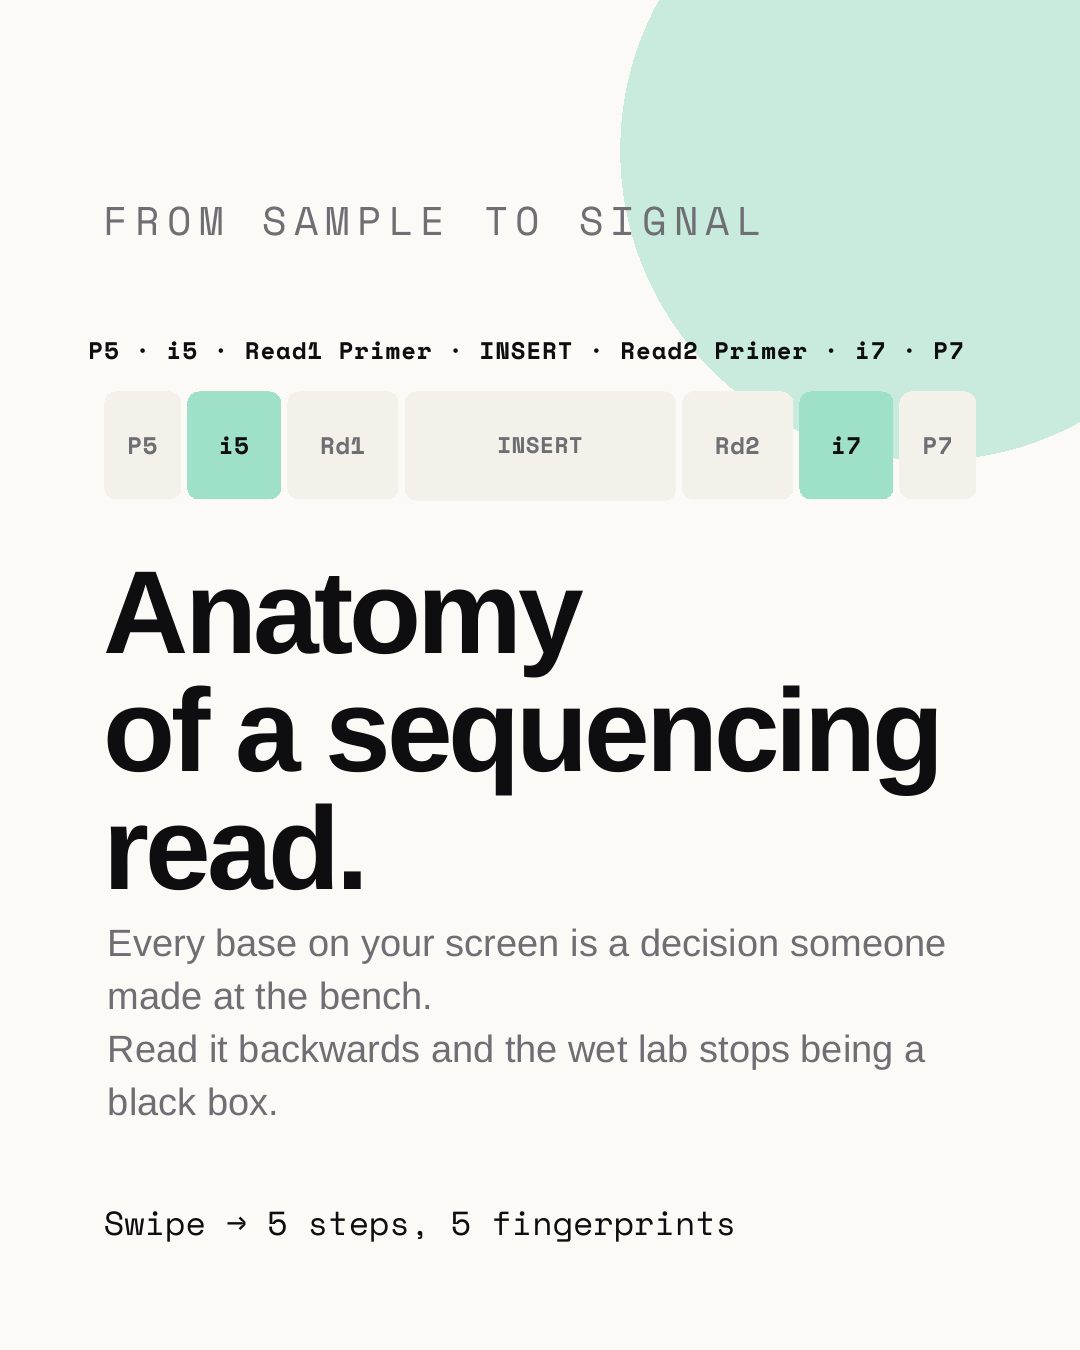 FROM SAMPLE TO SIGNAL
P5 · i5 · Read1 Primer · INSERT · Read2 Primer · i7 · P7
P5 i5 Rd1 INSERT Rd2 i7 P7
Anatomy
of a sequencing
read.
Every base on your screen is a decision someone
made at the bench.
Read it backwards and the wet lab stops being a
black box.
Swipe → 5 steps, 5 fingerprints